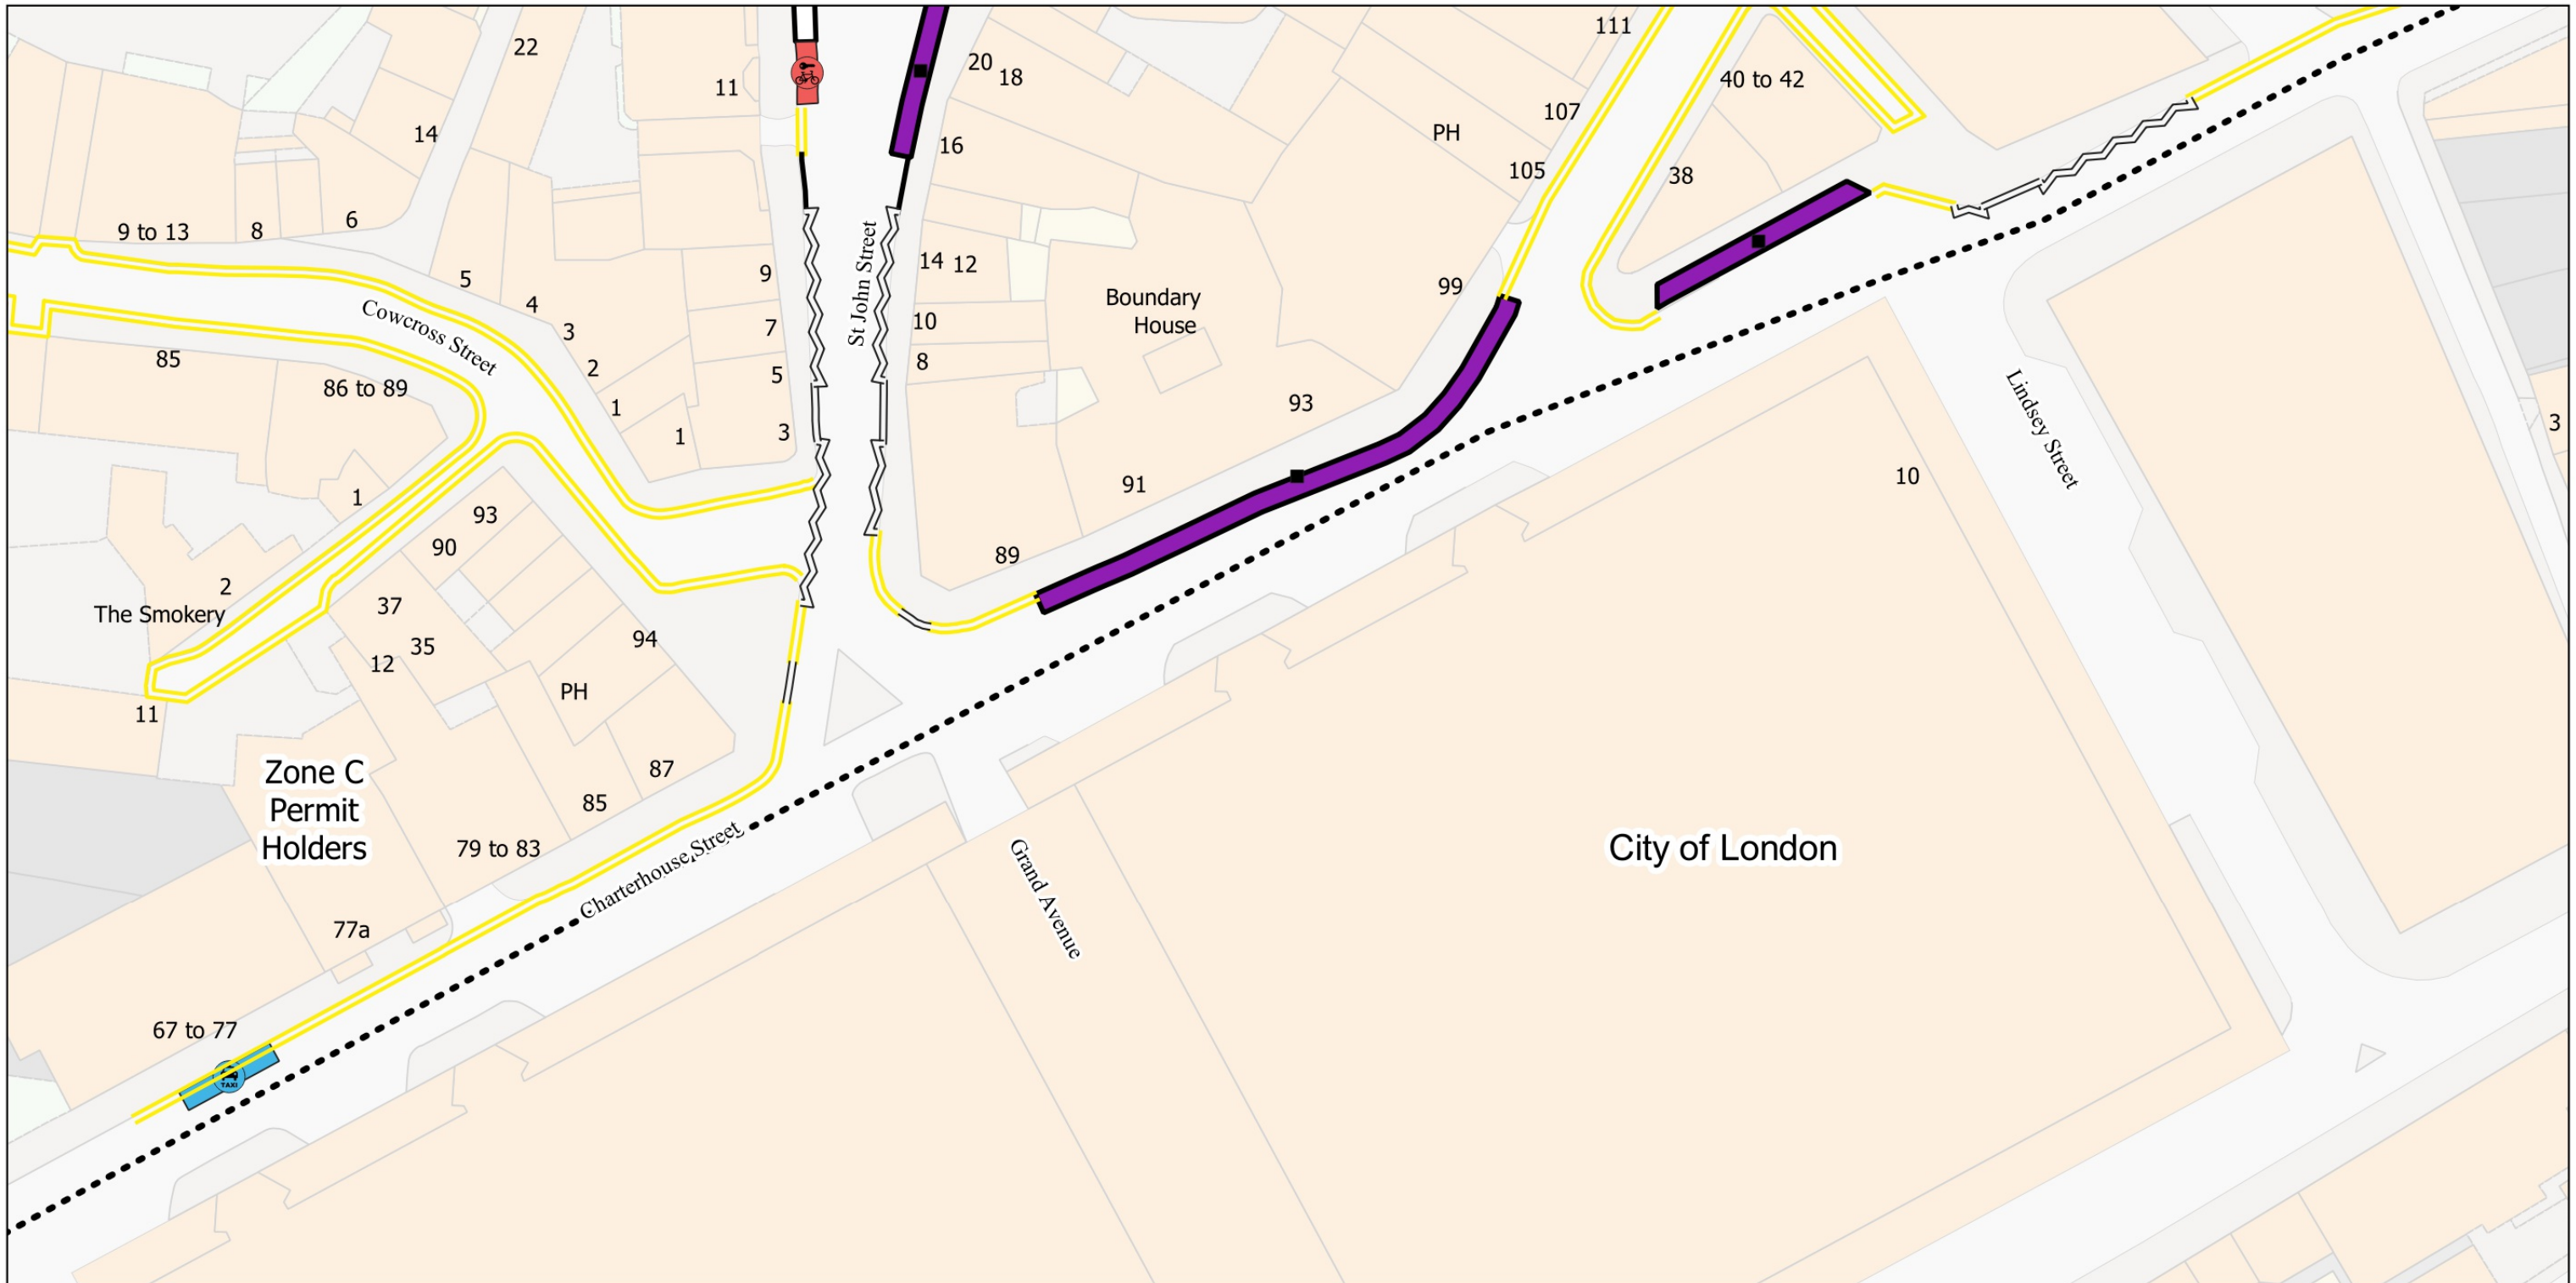 22
11
20
18
111
40 to 42
14
16
PH
107
105
38
9 to 13
8
6
5
4
3
2
1
1
9
7
5
3
St John Street
14 12
10
8
Boundary
House
99
Cowcross Street
85
86 to 89
93
91
89
10
Lindsey Street
3
1
93
90
2
The Smokery
37
35
12
94
PH
11
87
85
Zone C
Permit
Holders
79 to 83
Charterhouse Street
Grand Avenue
City of London
77a
67 to 77
TAXI